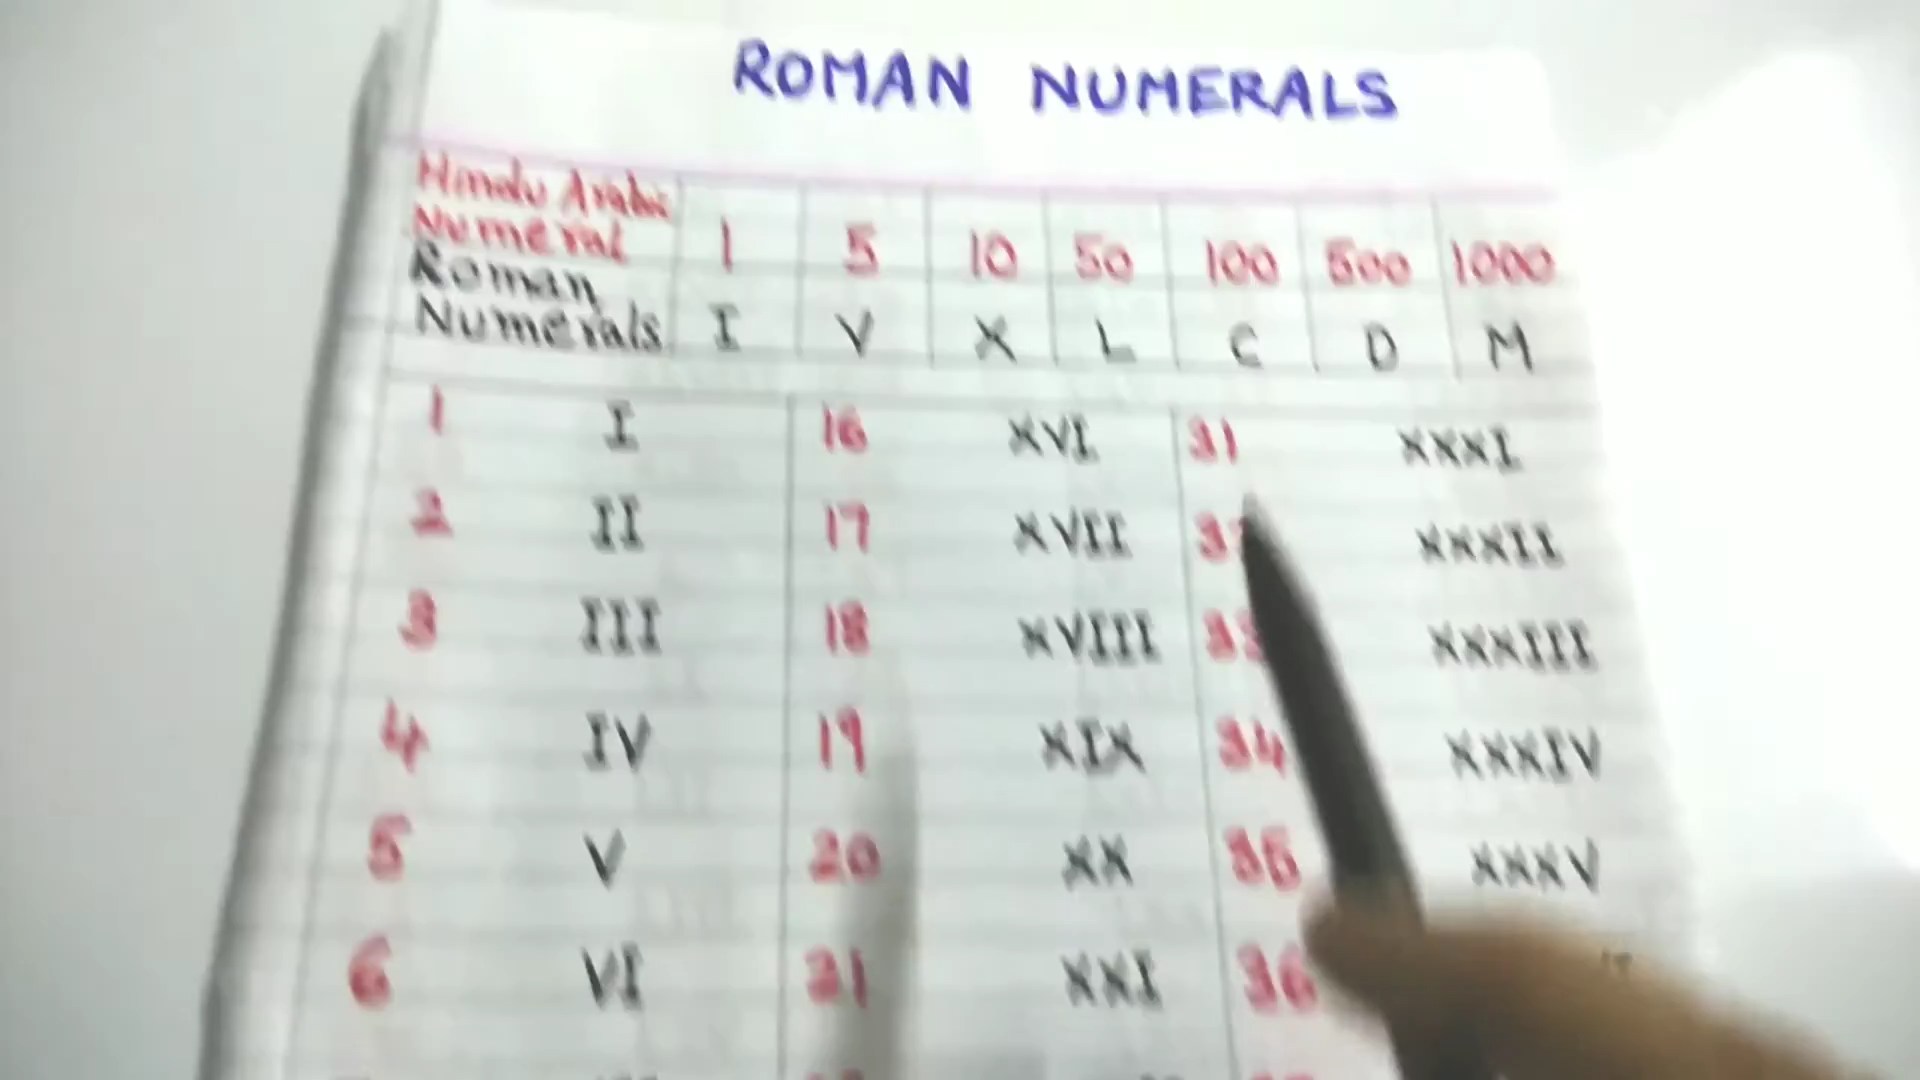 ROMAN NUMERALS
Hindu Arabic
Numeral 1 5 10 50 100 500 1000
Roman
Numerals I V X L C D M
1 I 16 XVI 31 XXXI
2 II 17 XVII XXXII
3 III 18 XVIII XXXIII
4 IV 19 XIX 34 XXXIV
5 V 20 XX 35 XXXV
6 VI 21 XXI 36